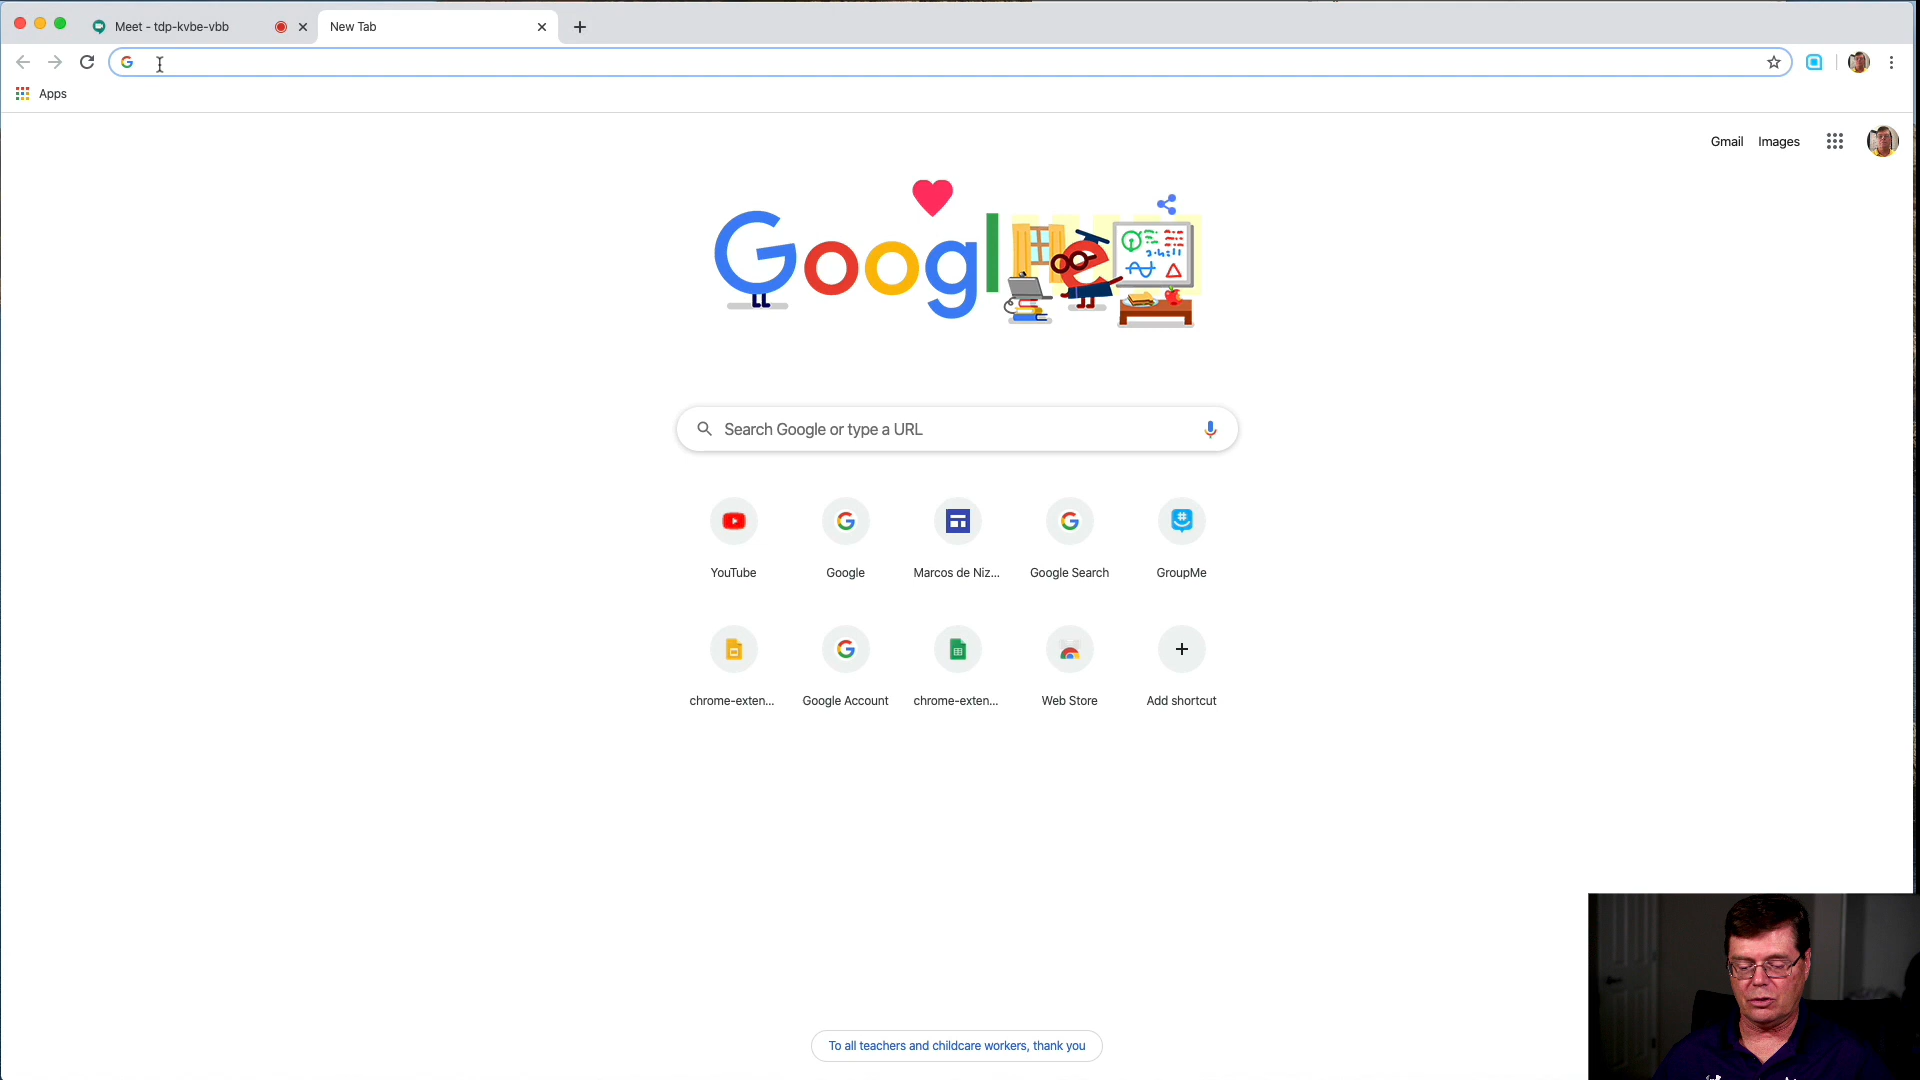 Meet - tdp-kvbe-vbb
New Tab
Apps
Gmail
Images
Google
Search Google or type a URL
YouTube
Google
Marcos de Niz...
Google Search
GroupMe
chrome-exten...
Google Account
chrome-exten...
Web Store
Add shortcut
To all teachers and childcare workers, thank you